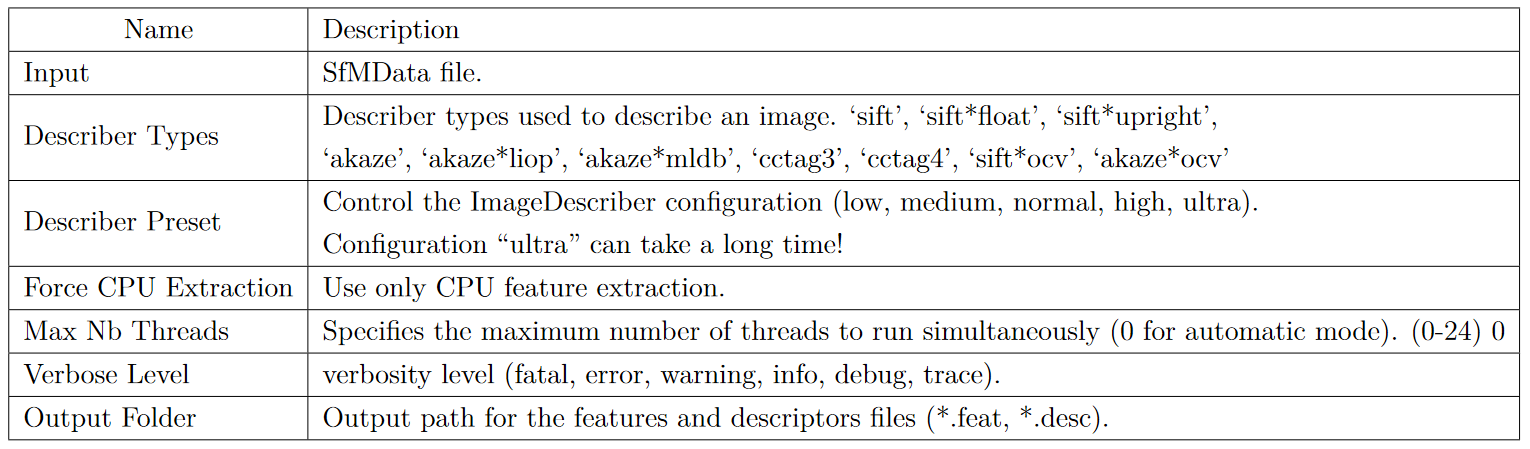 Name Description
Input SfMData file.
Describer Types Describer types used to describe an image. ‘sift’, ‘sift*float’, ‘sift*upright’,
‘akaze’, ‘akaze*liop’, ‘akaze*mldb’, ‘cctag3’, ‘cctag4’, ‘sift*ocv’, ‘akaze*ocv’
Describer Preset Control the ImageDescriber configuration (low, medium, normal, high, ultra).
Configuration “ultra” can take a long time!
Force CPU Extraction Use only CPU feature extraction.
Max Nb Threads Specifies the maximum number of threads to run simultaneously (0 for automatic mode). (0-24) 0
Verbose Level verbosity level (fatal, error, warning, info, debug, trace).
Output Folder Output path for the features and descriptors files (*.feat, *.desc).